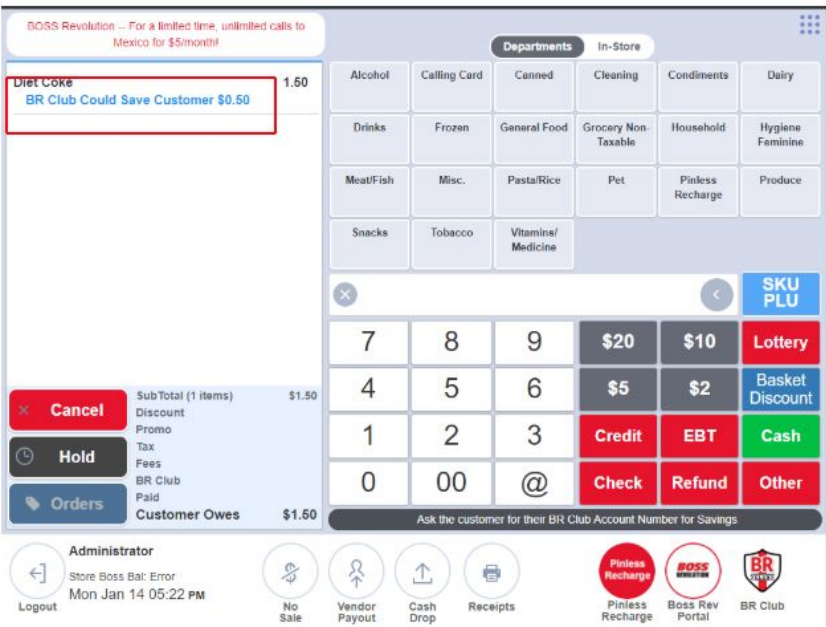 BOSS Revolution -- For a limited time, unlimited calls to
Mexico for $5/month!
Departments
In-Store
Diet Coke 1.50
BR Club Could Save Customer $0.50
Alcohol
Calling Card
Canned
Cleaning
Condiments
Dairy
Drinks
Frozen
General Food
Grocery Non-
Taxable
Household
Hygiene
Feminine
Meat/Fish
Misc.
Pasta/Rice
Pet
Pinless
Recharge
Produce
Snacks
Tobacco
Vitamins/
Medicine
SKU
PLU
7
8
9
$20
$10
Lottery
4
5
6
$5
$2
Basket
Discount
1
2
3
Credit
EBT
Cash
0
00
@
Check
Refund
Other
Cancel
Hold
Orders
SubTotal (1 items) $1.50
Discount
Promo
Tax
Fees
BR Club
Paid
Customer Owes $1.50
Ask the customer for their BR Club Account Number for Savings
Logout
Administrator
Store Boss Bal: Error
Mon Jan 14 05:22 PM
No
Sale
Vendor
Payout
Cash
Drop
Receipts
Pinless
Recharge
Pinless
Recharge
BOSS
REVOLUTION
Boss Rev
Portal
BR
BR Club